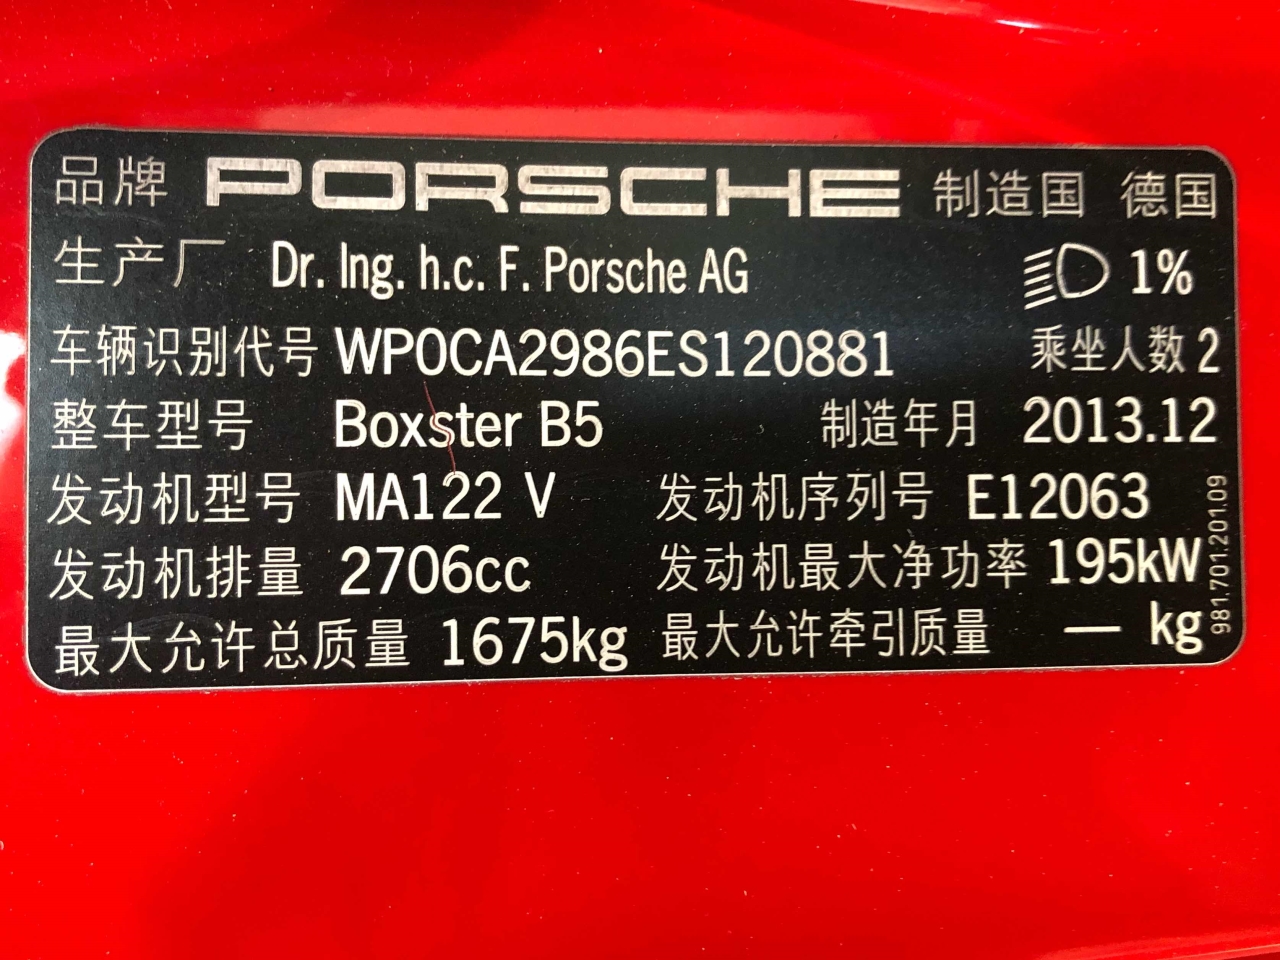 品牌 PORSCHE 制造国 德国
生产厂 Dr. Ing. h.c. F. Porsche AG 1%
车辆识别代号 WP0CA2986ES120881 乘坐人数 2
整车型号 Boxster B5 制造年月 2013.12
发动机型号 MA122 V 发动机序列号 E12063
发动机排量 2706cc 发动机最大净功率 195kW
最大允许总质量 1675kg 最大允许牵引质量 — kg
981.701.201.09